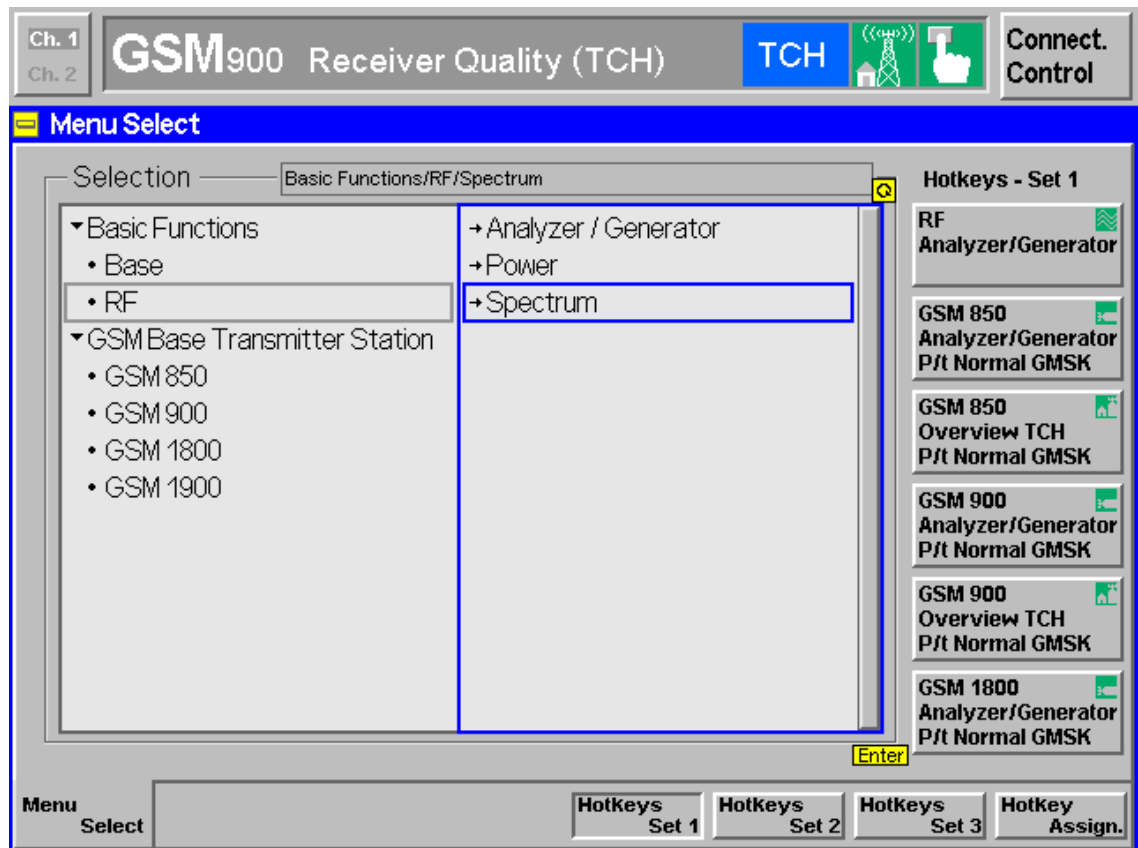 Ch. 1
Ch. 2
GSM900 Receiver Quality (TCH)
TCH
Connect.
Control
Menu Select
Selection
Basic Functions/RF/Spectrum
Basic Functions
• Base
• RF
GSM Base Transmitter Station
• GSM 850
• GSM 900
• GSM 1800
• GSM 1900
Analyzer / Generator
Power
Spectrum
Enter
Hotkeys - Set 1
RF
Analyzer/Generator
GSM 850
Analyzer/Generator
P/t Normal GMSK
GSM 850
Overview TCH
P/t Normal GMSK
GSM 900
Analyzer/Generator
P/t Normal GMSK
GSM 900
Overview TCH
P/t Normal GMSK
GSM 1800
Analyzer/Generator
P/t Normal GMSK
Menu
Select
Hotkeys
Set 1
Hotkeys
Set 2
Hotkeys
Set 3
Hotkey
Assign.